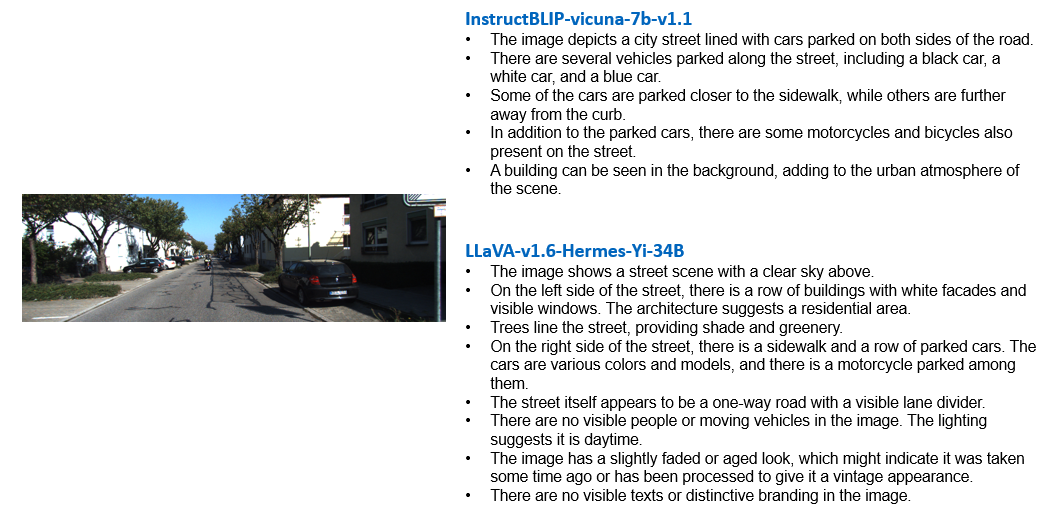 InstructBLIP-vicuna-7b-v1.1
• The image depicts a city street lined with cars parked on both sides of the road.
• There are several vehicles parked along the street, including a black car, a
white car, and a blue car.
• Some of the cars are parked closer to the sidewalk, while others are further
away from the curb.
• In addition to the parked cars, there are some motorcycles and bicycles also
present on the street.
• A building can be seen in the background, adding to the urban atmosphere of
the scene.
LLaVA-v1.6-Hermes-Yi-34B
• The image shows a street scene with a clear sky above.
• On the left side of the street, there is a row of buildings with white facades and
visible windows. The architecture suggests a residential area.
• Trees line the street, providing shade and greenery.
• On the right side of the street, there is a sidewalk and a row of parked cars. The
cars are various colors and models, and there is a motorcycle parked among
them.
• The street itself appears to be a one-way road with a visible lane divider.
• There are no visible people or moving vehicles in the image. The lighting
suggests it is daytime.
• The image has a slightly faded or aged look, which might indicate it was taken
some time ago or has been processed to give it a vintage appearance.
• There are no visible texts or distinctive branding in the image.